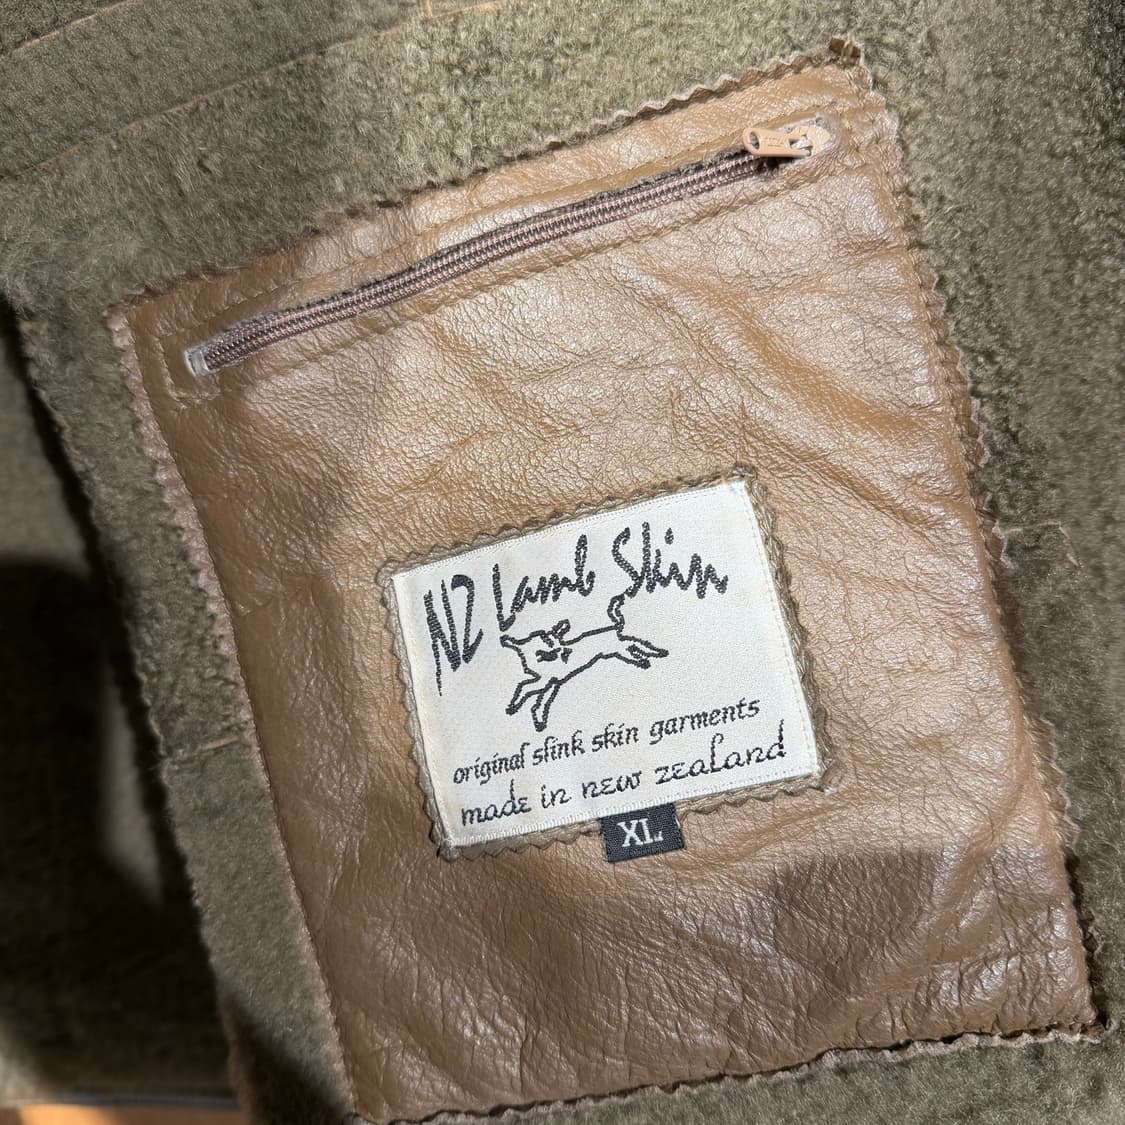 NZ Lamb Skin
original slink skin garments
made in new zealand
XL